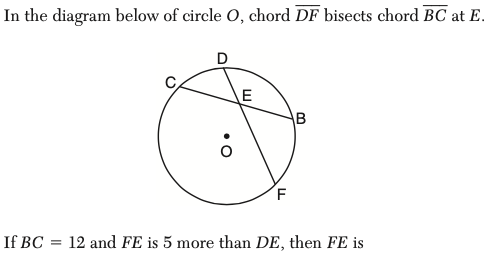 In the diagram below of circle O, chord DF bisects chord BC at E.
D
C
E
B
O
F
If BC = 12 and FE is 5 more than DE, then FE is